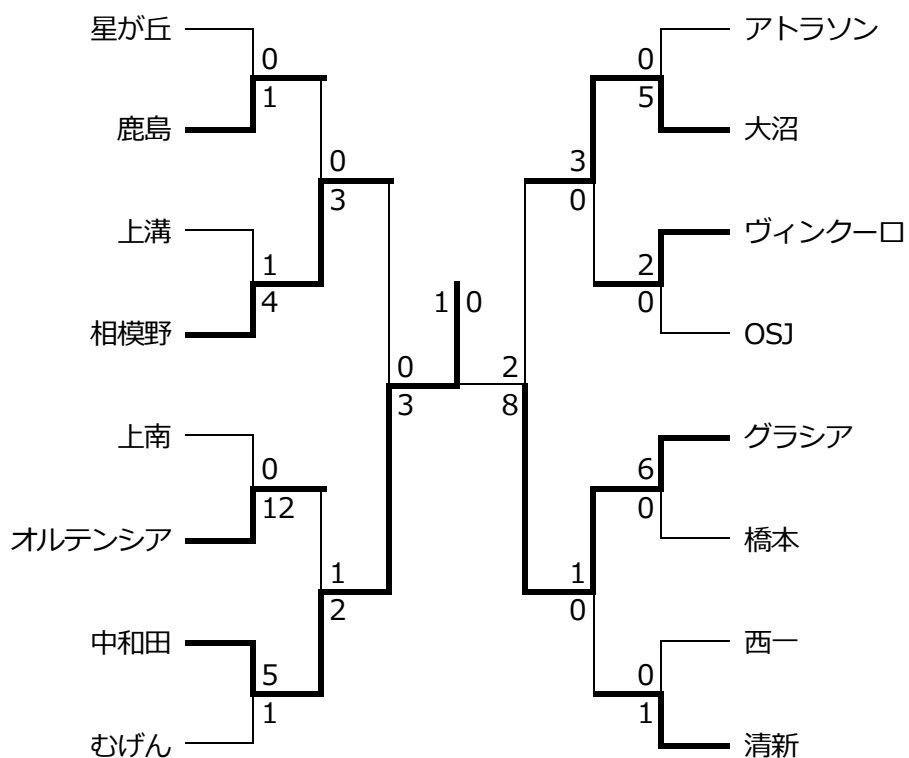 星が丘
0
1
鹿島
0
3
上溝
1
4
相模野
0
3
上南
0
12
オルテンシア
1
2
中和田
5
1
むげん
1 0
アトラソン
0
5
大沼
3
0
ヴィンクーロ
2
0
OSJ
2
8
グラシア
6
0
橋本
1
0
西一
0
1
清新